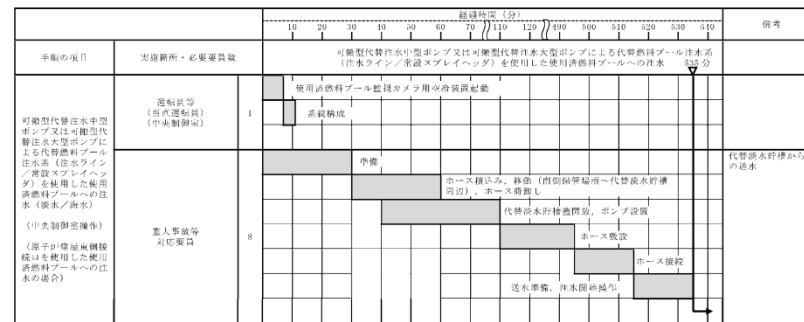 経過時間（分）
備考
10 20 30 40 50 60 70 80 110 120 490 500 510 520 530 540
手順の項目
実施箇所・必要要員数
可搬型代替注水中型ポンプ又は可搬型代替注水大型ポンプによる代替燃料プール注水系
（注水ライン／常設スプレイヘッダ）を使用した使用済燃料プールへの注水 535分
可搬型代替注水中型
ポンプ又は可搬型代
替注水大型ポンプに
よる代替燃料プール
注水系（注水ライン
／常設スプレイヘッ
ダ）を使用した使用
済燃料プールへの注
水（淡水／海水）
（中央制御室操作）
（原子炉建屋東側接
続口を使用した使用
済燃料プールへの注
水の場合）
運転員等
（当直運転員）
（中央制御室）
1
使用済燃料プール監視カメラ用空冷装置起動
系統構成
重大事故等
対応要員
8
準備
ホース積込み，移動（南側保管場所～代替淡水貯槽
周辺），ホース荷卸し
代替淡水貯槽蓋開放，ポンプ設置
ホース敷設
ホース接続
送水準備，注水開始操作
代替淡水貯槽から
の送水